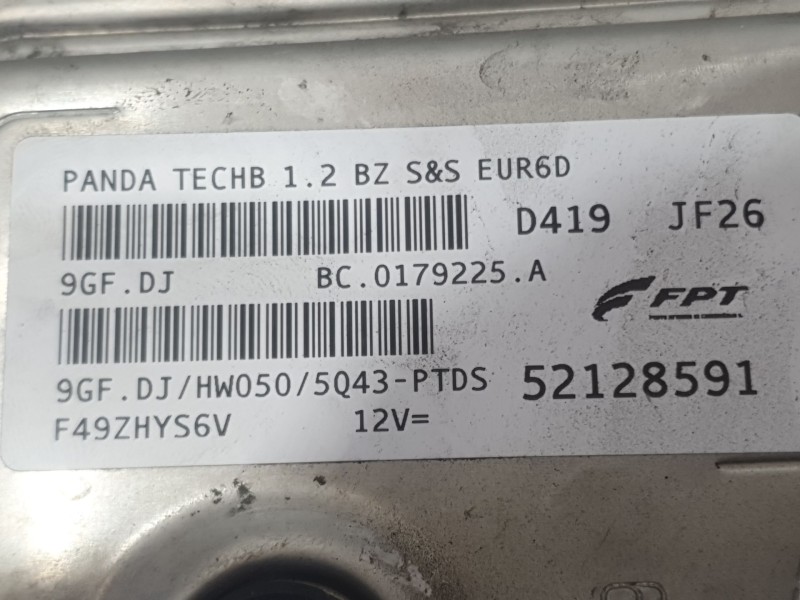 PANDA TECHB 1.2 BZ S&S EUR6D
D419 JF26
9GF.DJ BC.0179225.A
FPT
9GF.DJ/HW050/5Q43-PTDS 52128591
F49ZHYS6V 12V=